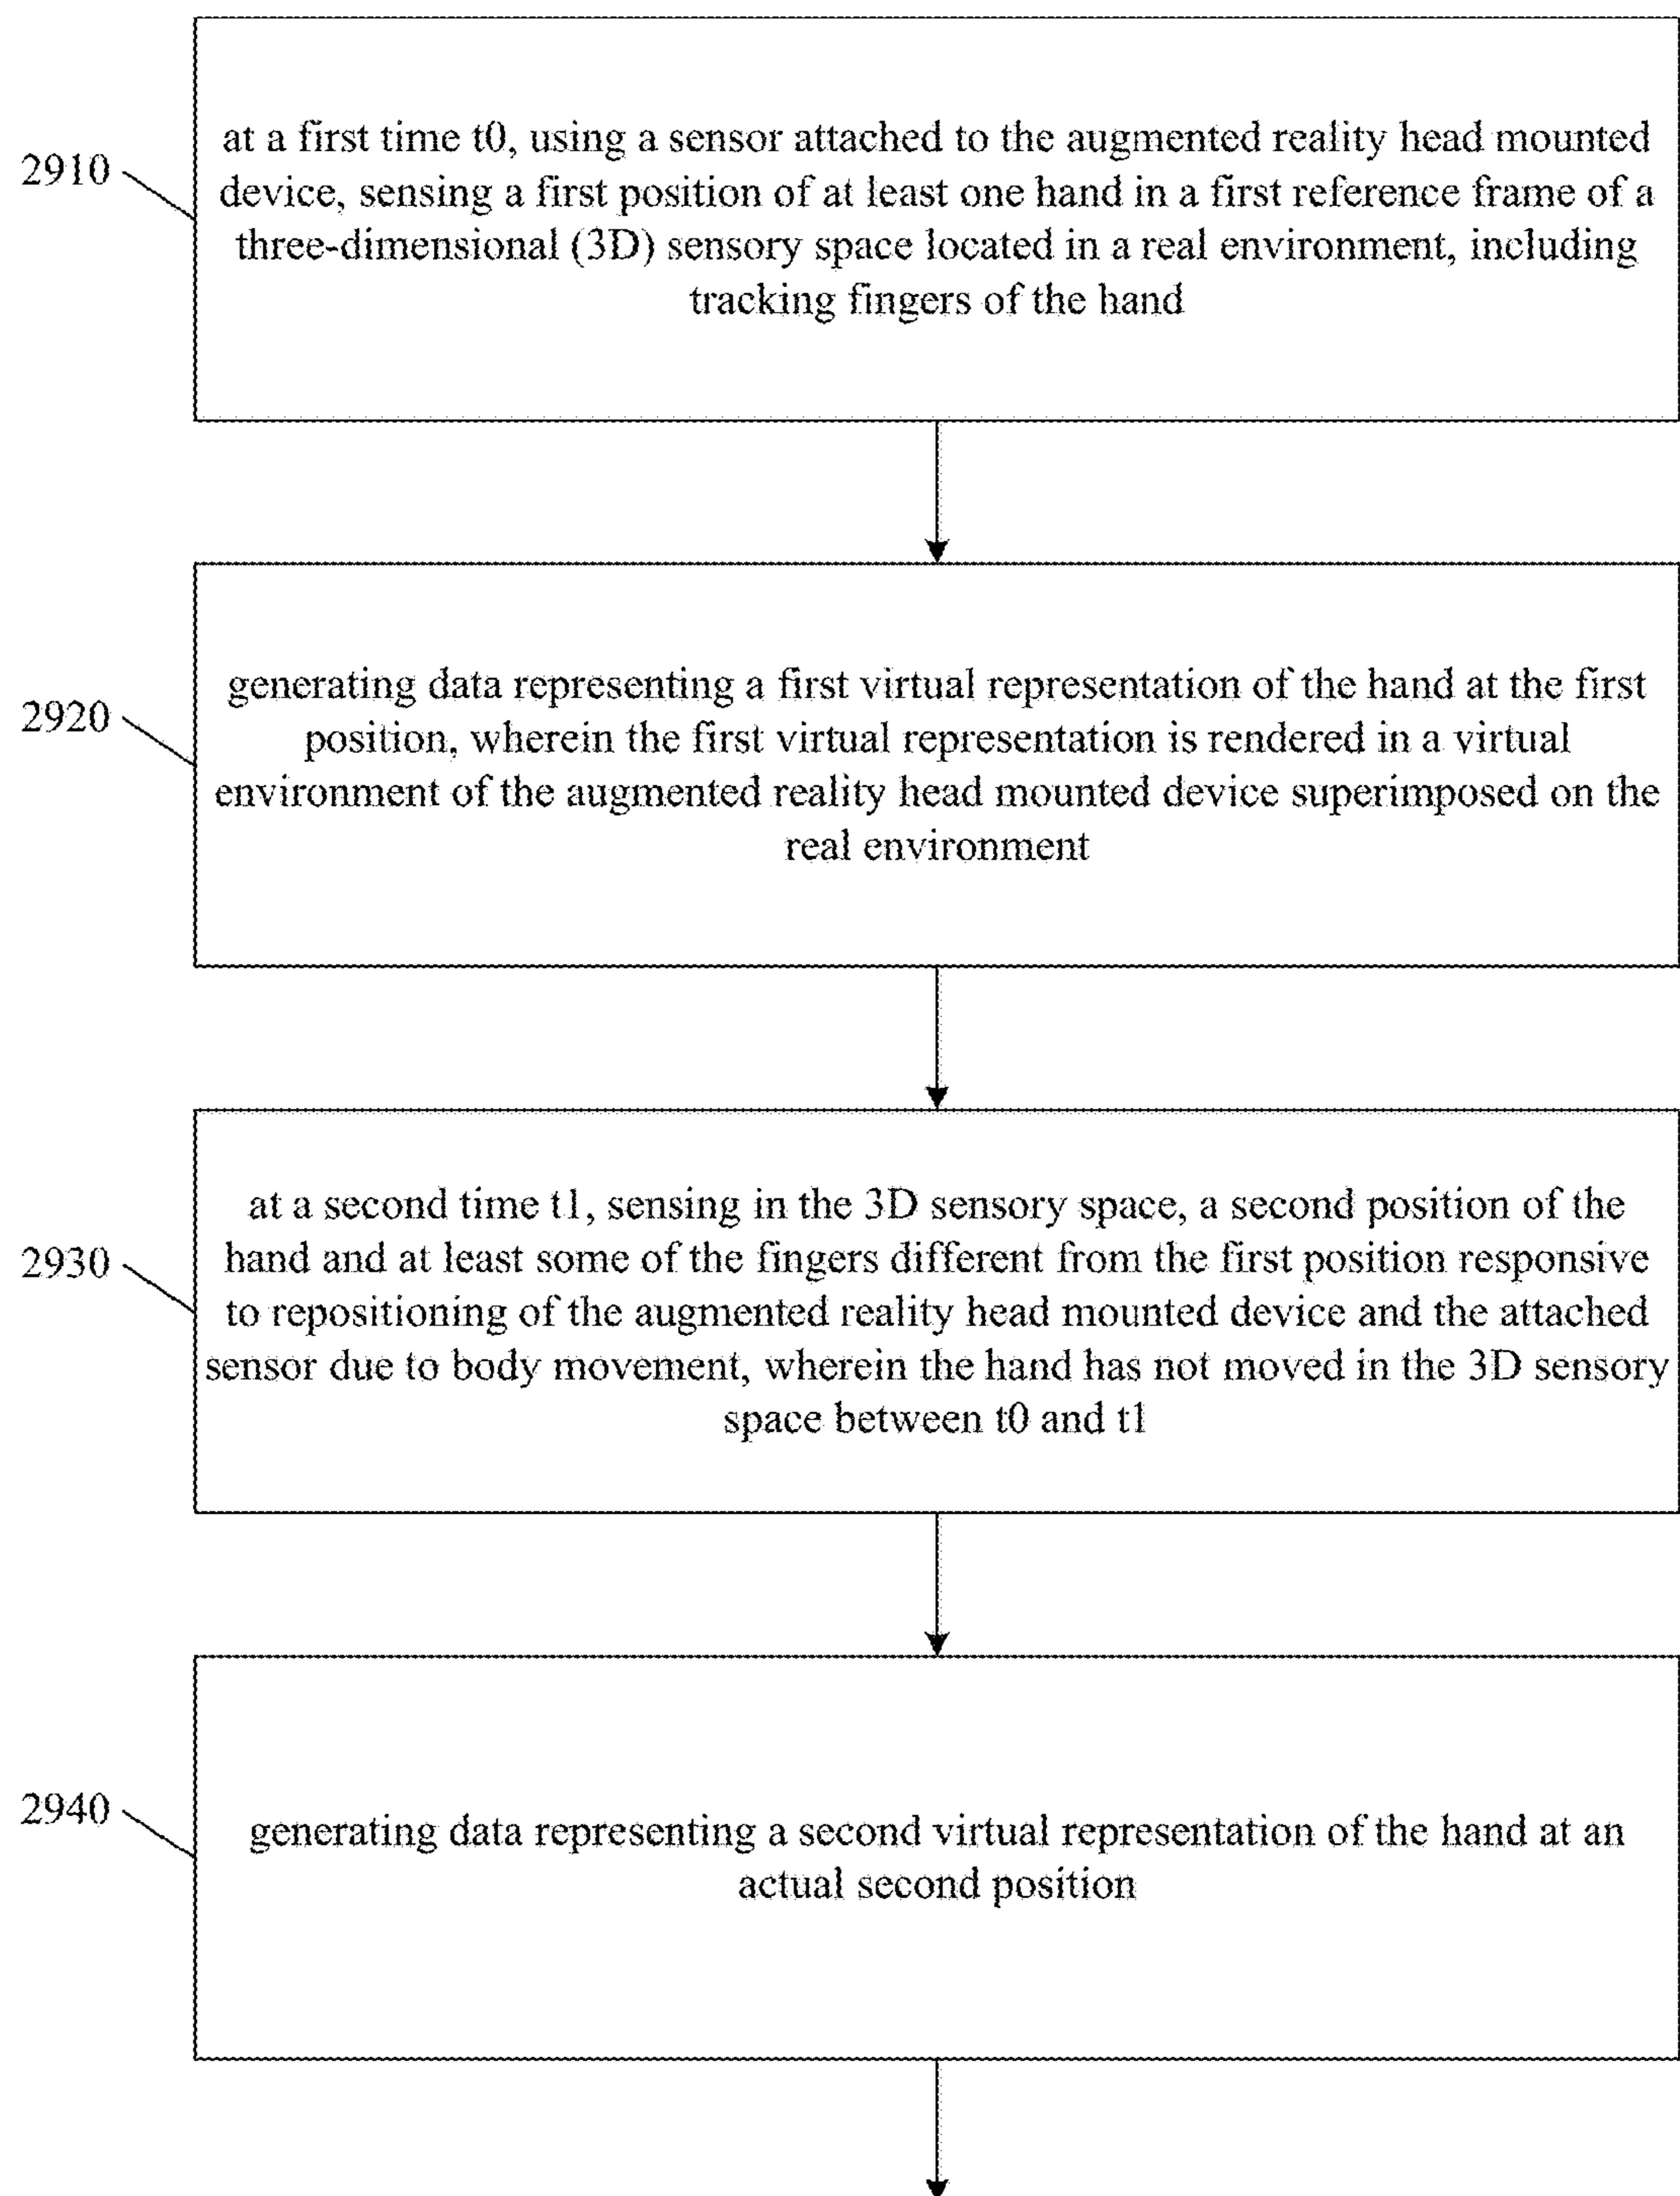 2910
at a first time t0, using a sensor attached to the augmented reality head mounted
device, sensing a first position of at least one hand in a first reference frame of a
three-dimensional (3D) sensory space located in a real environment, including
tracking fingers of the hand
2920
generating data representing a first virtual representation of the hand at the first
position, wherein the first virtual representation is rendered in a virtual
environment of the augmented reality head mounted device superimposed on the
real environment
2930
at a second time t1, sensing in the 3D sensory space, a second position of the
hand and at least some of the fingers different from the first position responsive
to repositioning of the augmented reality head mounted device and the attached
sensor due to body movement, wherein the hand has not moved in the 3D sensory
space between t0 and t1
2940
generating data representing a second virtual representation of the hand at an
actual second position